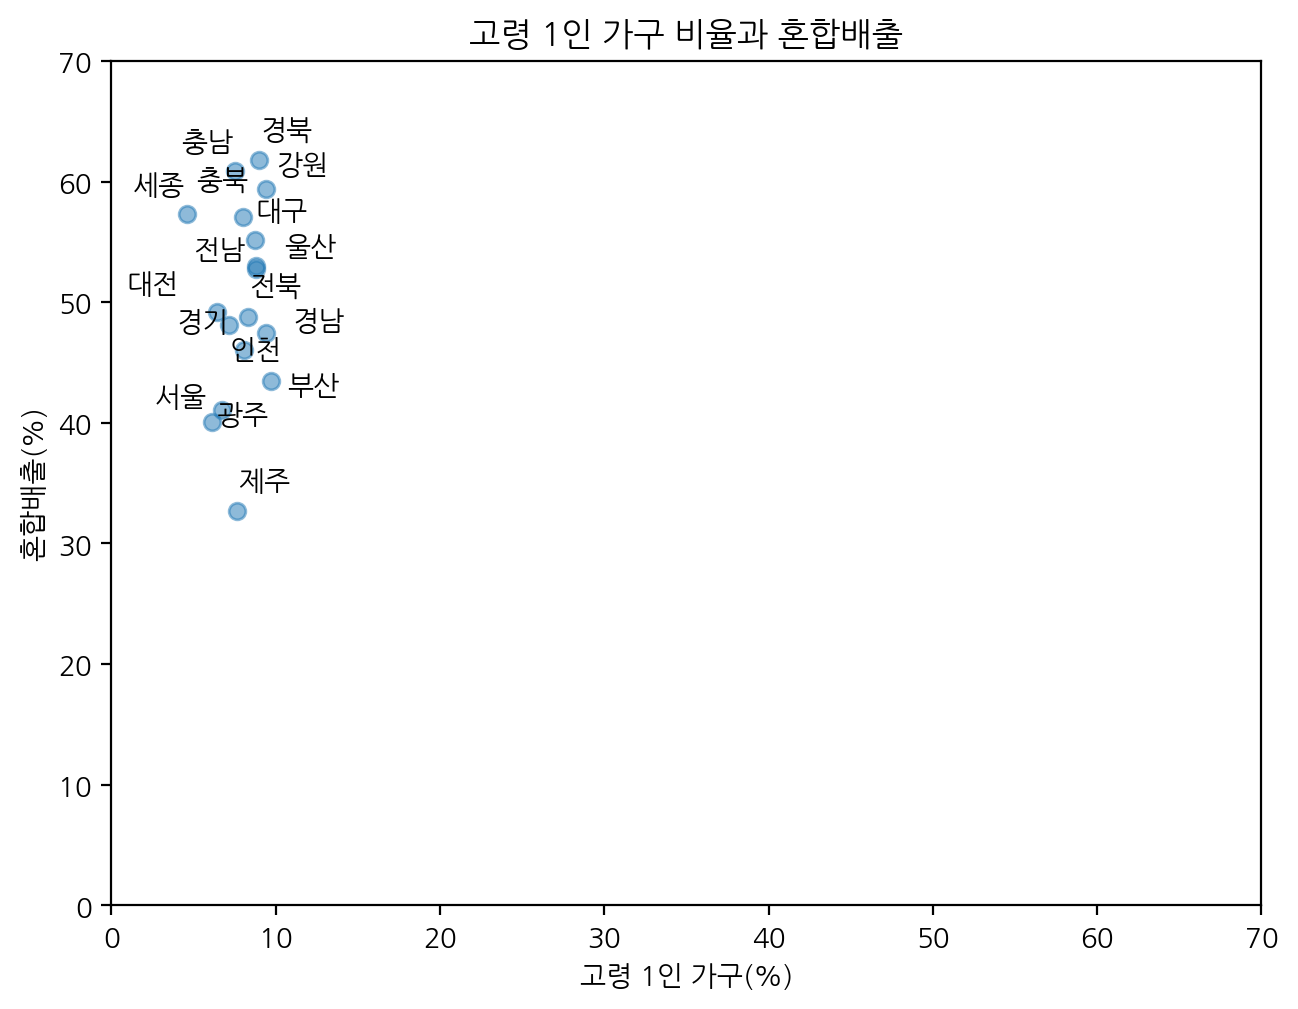 고령 1인 가구 비율과 혼합배출
70
60
50
40
30
20
10
0
혼합배출(%)
경북
충남
강원
충북
세종
대구
울산
전남
대전
전북
경남
경기
인천
부산
서울
광주
제주
0 10 20 30 40 50 60 70
고령 1인 가구(%)